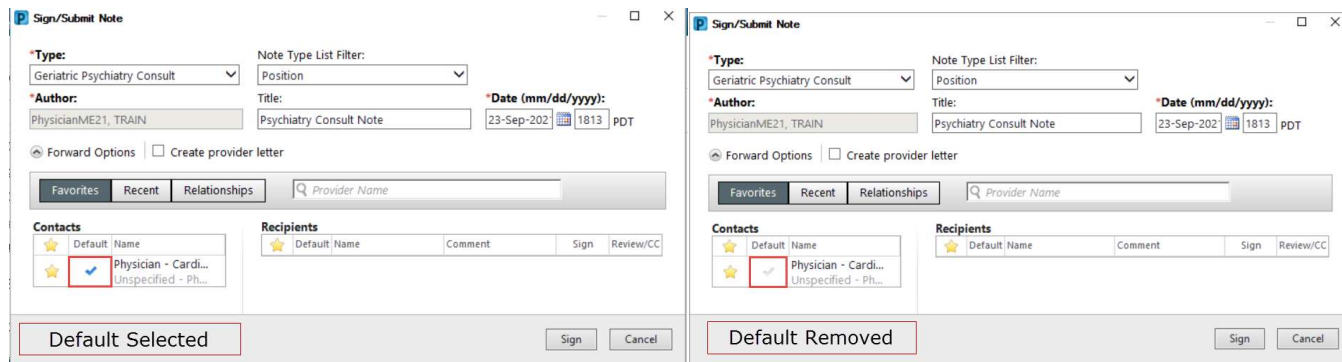 Sign/Submit Note
*Type:
Note Type List Filter:
Geriatric Psychiatry Consult
Position
*Author:
Title:
*Date (mm/dd/yyyy):
PhysicianME21, TRAIN
Psychiatry Consult Note
23-Sep-202
1813
PDT
Forward Options
Create provider letter
Favorites
Recent
Relationships
Provider Name
Contacts
Recipients
Default Name
Default Name
Comment
Sign
Review/CC
Physician - Cardi...
Unspecified - Ph...
Default Selected
Sign
Cancel
Sign/Submit Note
*Type:
Note Type List Filter:
Geriatric Psychiatry Consult
Position
*Author:
Title:
*Date (mm/dd/yyyy):
PhysicianME21, TRAIN
Psychiatry Consult Note
23-Sep-202
1813
PDT
Forward Options
Create provider letter
Favorites
Recent
Relationships
Provider Name
Contacts
Recipients
Default Name
Default Name
Comment
Sign
Review/CC
Physician - Cardi...
Unspecified - Ph...
Default Removed
Sign
Cancel